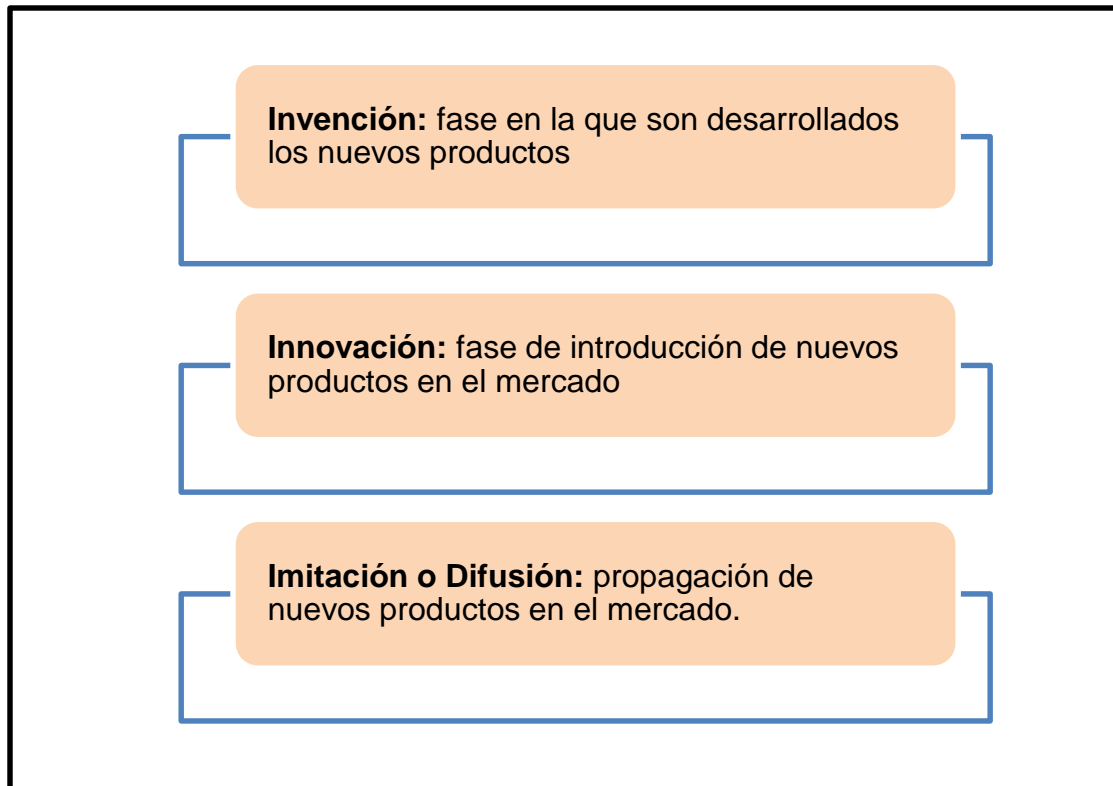 Invención: fase en la que son desarrollados
los nuevos productos
Innovación: fase de introducción de nuevos
productos en el mercado
Imitación o Difusión: propagación de
nuevos productos en el mercado.